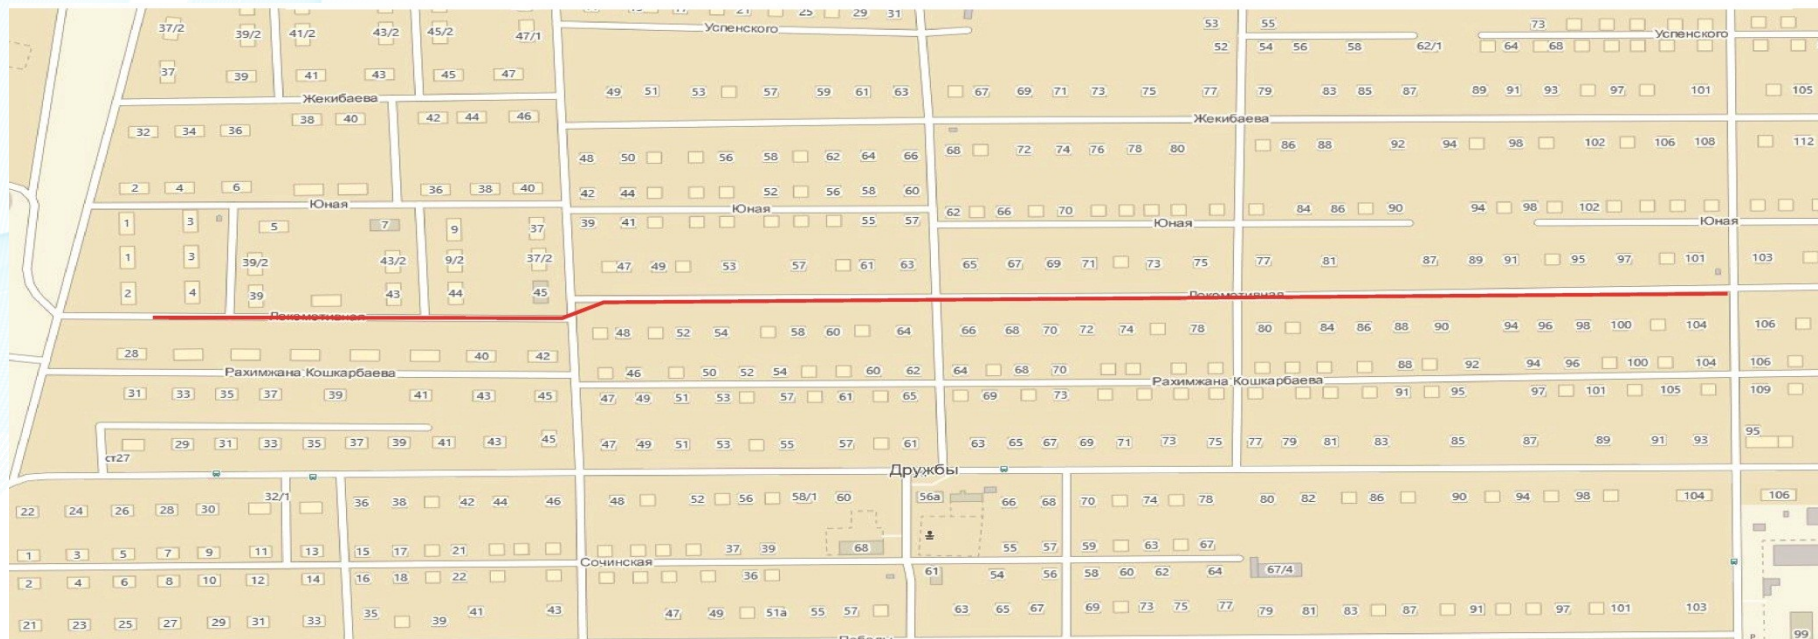 21 25 29 31
37/2 39/2 41/2 43/2 45/2 47/1 Успенского 53 55 73
52 54 56 58 62/1 64 68 Успенского
37 39 41 43 45 47
49 51 53 57 59 61 63 67 69 71 73 75 77 79 83 85 87 89 91 93 97 101 105
Жекибаева
38 40 42 44 46 Жекибаева
32 34 36
48 50 56 58 62 64 66 68 72 74 76 78 80 86 88 92 94 98 102 106 108 112
2 4 6 36 38 40 42 44 52 56 58 60
Юная Юная 62 66 70 84 86 90 94 98 102
1 3 5 7 9 37 39 41 55 57 Юная Юная
1 3 39/2 43/2 9/2 37/2 47 49 53 57 61 63 65 67 69 71 73 75 77 81 87 89 91 95 97 101 103
2 4 39 43 44 45 Локомотивная
Локомотивная
48 52 54 58 60 64 66 68 70 72 74 78 80 84 86 88 90 94 96 98 100 104 106
28 40 42
Рахимжана Кошкарбаева 46 50 52 54 60 62 64 68 70 88 92 94 96 100 104 106
Рахимжана Кошкарбаева
31 33 35 37 39 41 43 45 47 49 51 53 57 61 65 69 73 91 95 97 101 105 109
29 31 33 35 37 39 41 43 45 47 49 51 53 55 57 61 63 65 67 69 71 73 75 77 79 81 83 85 87 89 91 93 95
ст27
Дружбы
32/1 36 38 42 44 46 48 52 56 58/1 60 56а 66 68 70 74 78 80 82 86 90 94 98 104 106
22 24 26 28 30
1 3 5 7 9 11 13 15 17 21 37 39 68 55 57 59 63 67
Сочинская
2 4 6 8 10 12 14 16 18 22 36 61 54 56 58 60 62 64 67/4
21 23 25 27 29 31 33 35 39 41 43 47 49 51а 55 57 63 65 67 69 73 75 77 79 81 83 87 91 97 101 103
99